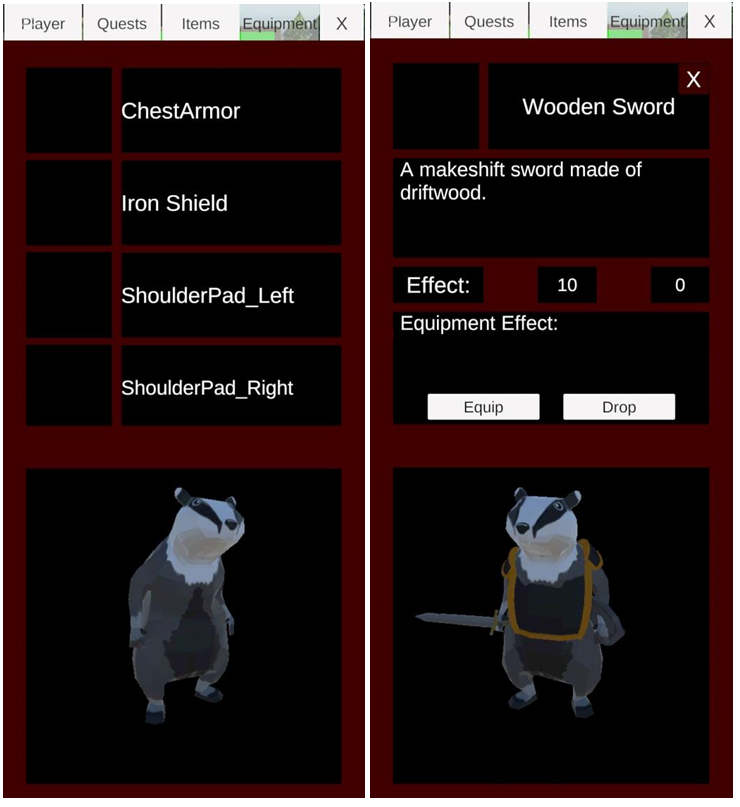 Player Quests Items Equipment X
ChestArmor
Iron Shield
ShoulderPad_Left
ShoulderPad_Right
Player Quests Items Equipment X
X
Wooden Sword
A makeshift sword made of
driftwood.
Effect: 10 0
Equipment Effect:
Equip Drop